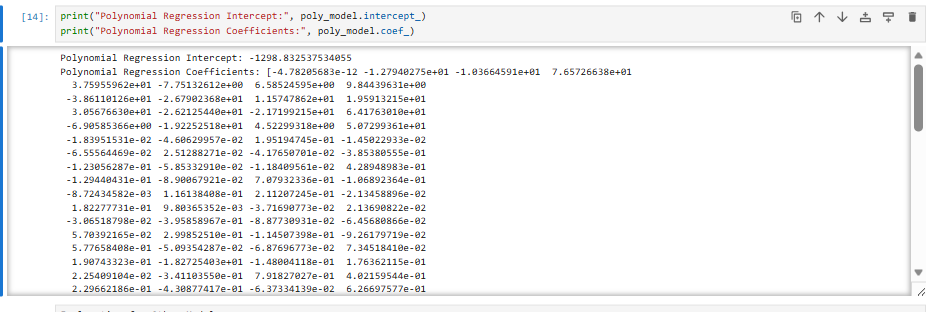 [14]: print("Polynomial Regression Intercept:", poly_model.intercept_)
print("Polynomial Regression Coefficients:", poly_model.coef_)
Polynomial Regression Intercept: -1298.832537534055
Polynomial Regression Coefficients: [-4.78205683e-12 -1.27940275e+01 -1.03664591e+01 7.65726638e+01
3.75955962e+01 -7.75132612e+00 6.58524595e+00 9.84439631e+00
-3.86110126e+01 -2.67902368e+01 1.15747862e+01 1.95913215e+01
3.05676630e+01 -2.62125440e+01 -2.17199215e+01 6.41763010e+01
-6.90585366e+00 -1.92252518e+01 4.52299318e+00 5.07299361e+01
-1.83951531e-02 -4.60629957e-02 1.95194745e-01 -1.45022933e-02
-6.55564469e-02 2.51288271e-02 -4.17650701e-02 -3.85380555e-01
-1.23056287e-01 -5.85332910e-02 -1.18409561e-02 4.28948983e-01
-1.29440431e-01 -8.90067921e-02 7.07932336e-01 -1.06892364e-01
-8.72434582e-03 1.16138408e-01 2.11207245e-01 -2.13458896e-02
1.82277731e-01 9.80365352e-03 -3.71690773e-02 2.13690822e-02
-3.06518798e-02 -3.95858967e-01 -8.87730931e-02 -6.45680866e-02
5.70392165e-02 2.99852510e-01 -1.14507398e-01 -9.26179719e-02
5.77658408e-01 -5.09354287e-02 -6.87696773e-02 7.34518410e-02
1.90743323e-01 -1.82725403e+01 -1.48004118e-01 1.76362115e-01
2.25409104e-02 -3.41103550e-01 7.91827027e-01 4.02159544e-01
2.29662186e-01 -4.30877417e-01 -6.37334139e-02 6.26697577e-01